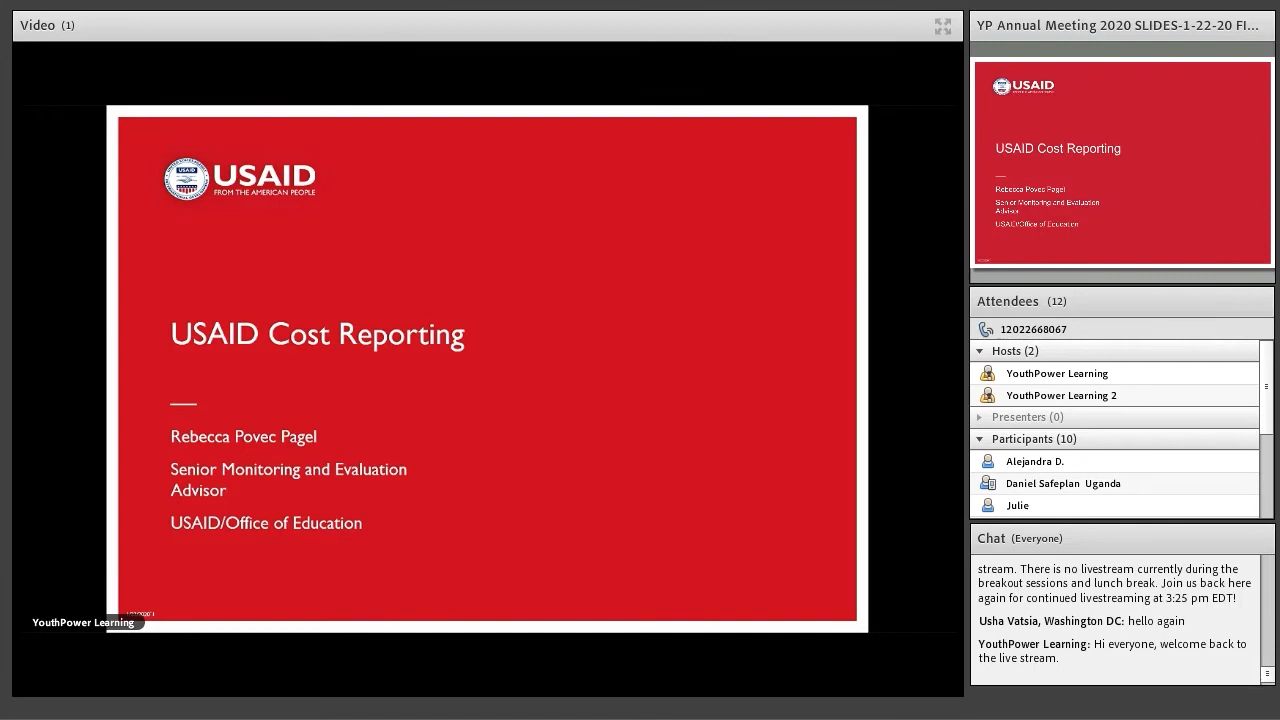 Video (1)
USAID
USAID
FROM THE AMERICAN PEOPLE
USAID Cost Reporting
Rebecca Povec Pagel
Senior Monitoring and Evaluation
Advisor
USAID/Office of Education
YouthPower Learning
YP Annual Meeting 2020 SLIDES-1-22-20 FI...
USAID
USAID Cost Reporting
Rebecca Povec Pagel
Senior Monitoring and Evaluation
Advisor
USAID/Office of Education
Attendees (12)
12022668067
Hosts (2)
YouthPower Learning
YouthPower Learning 2
Presenters (0)
Participants (10)
Alejandra D.
Daniel Safeplan Uganda
Julie
Chat (Everyone)
stream. There is no livestream currently during the
breakout sessions and lunch break. Join us back here
again for continued livestreaming at 3:25 pm EDT!
Usha Vatsia, Washington DC: hello again
YouthPower Learning: Hi everyone, welcome back to
the live stream.